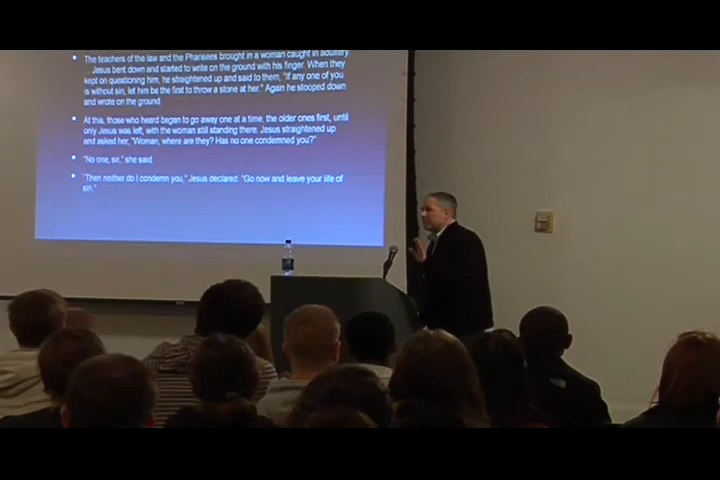 • The teachers of the law and the Pharisees brought in a woman caught in adultery
... Jesus bent down and started to write on the ground with his finger. When they
kept on questioning him, he straightened up and said to them, "If any one of you
is without sin, let him be the first to throw a stone at her." Again he stooped down
and wrote on the ground.
• At this, those who heard began to go away one at a time, the older ones first, until
only Jesus was left, with the woman still standing there. Jesus straightened up
and asked her, "Woman, where are they? Has no one condemned you?"
• "No one, sir," she said.
• "Then neither do I condemn you," Jesus declared. "Go now and leave your life of
sin."